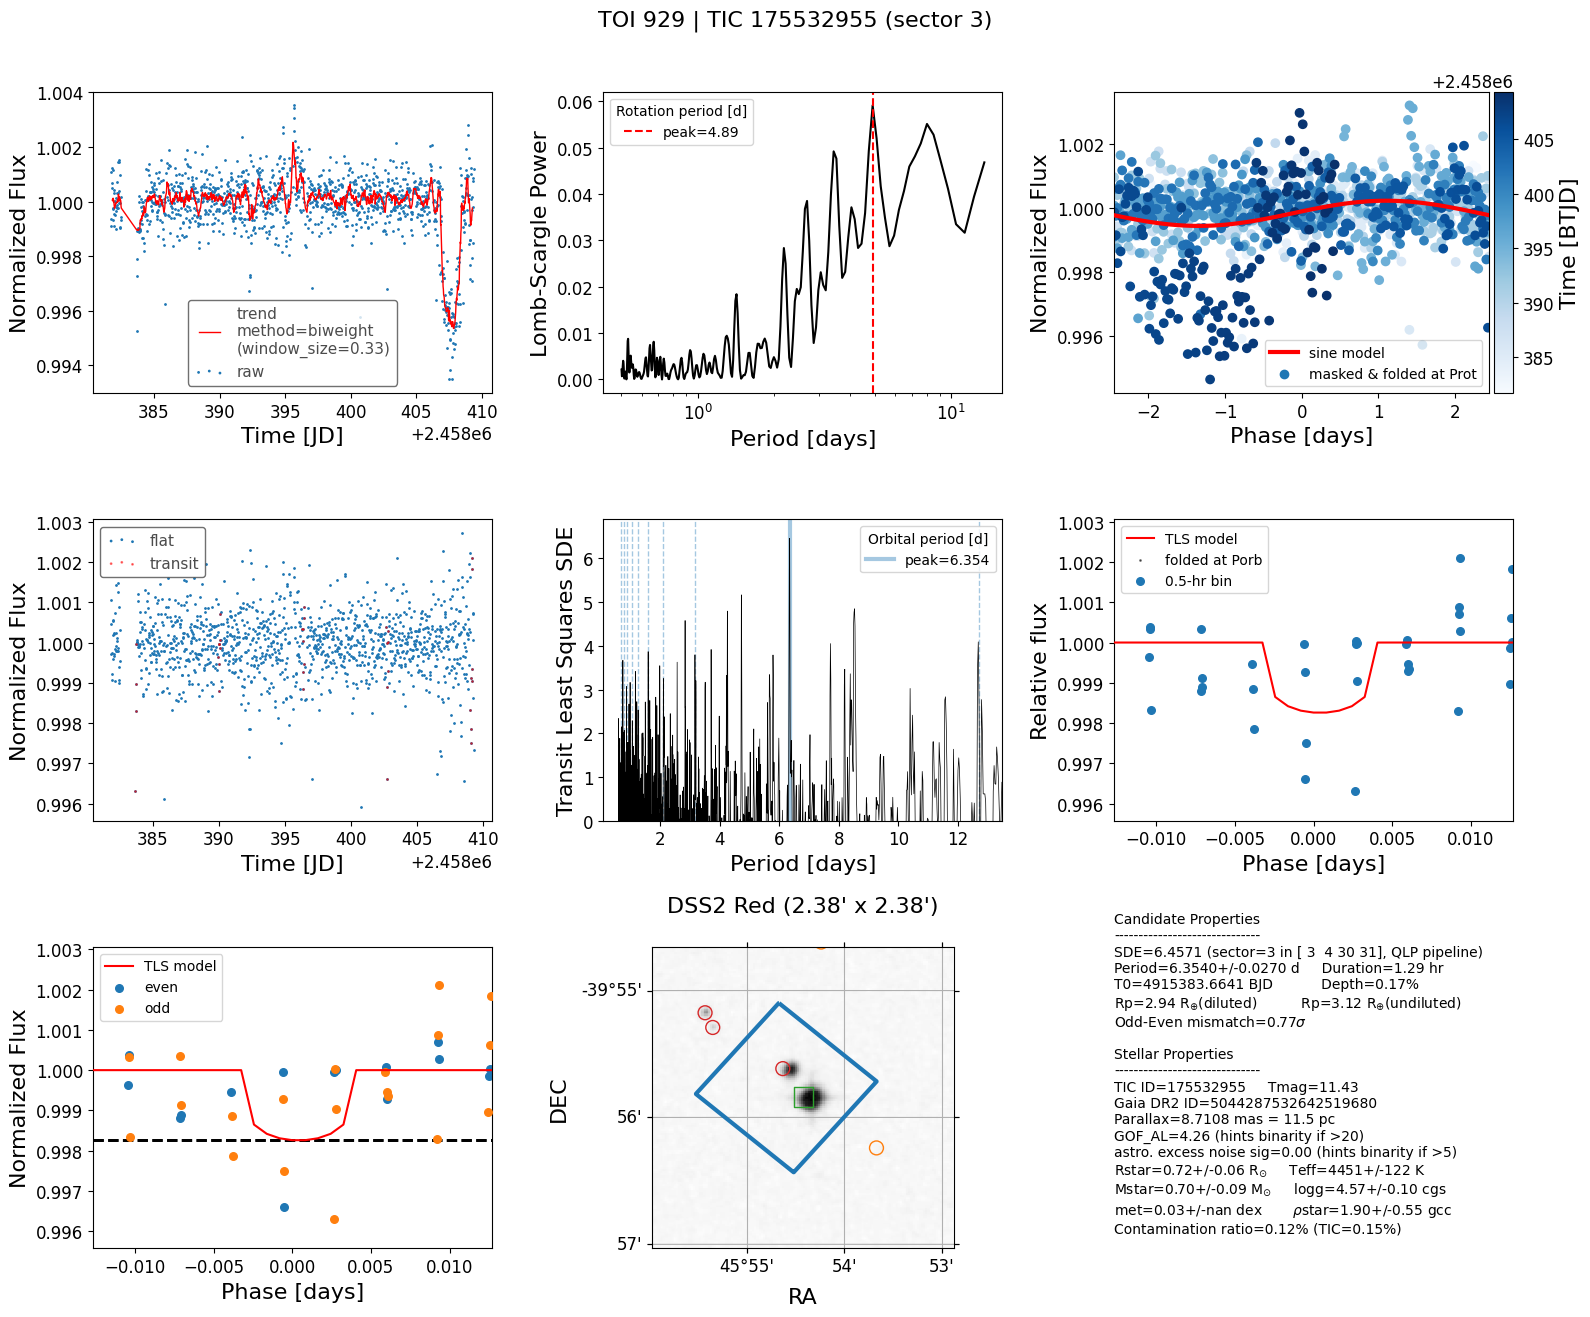 TOI 929 | TIC 175532955 (sector 3)
1.004
1.002
1.000
0.998
0.996
0.994
Normalized Flux
trend
method=biweight
(window_size=0.33)
raw
385 390 395 400 405 410
Time [JD]
+2.458e6
0.06
0.05
0.04
0.03
0.02
0.01
0.00
Lomb-Scargle Power
Rotation period [d]
peak=4.89
10⁰ 10¹
Period [days]
1.002
1.000
0.998
0.996
Normalized Flux
sine model
masked & folded at Prot
−2 −1 0 1 2
Phase [days]
+2.458e6
405
400
395
390
385
Time [BTJD]
1.003
1.002
1.001
1.000
0.999
0.998
0.997
0.996
Normalized Flux
flat
transit
385 390 395 400 405 410
Time [JD]
+2.458e6
6
5
4
3
2
1
0
Transit Least Squares SDE
Orbital period [d]
peak=6.354
2 4 6 8 10 12
Period [days]
1.003
1.002
1.001
1.000
0.999
0.998
0.997
0.996
Relative flux
TLS model
folded at Porb
0.5-hr bin
−0.010 −0.005 0.000 0.005 0.010
Phase [days]
1.003
1.002
1.001
1.000
0.999
0.998
0.997
0.996
Normalized Flux
TLS model
even
odd
−0.010 −0.005 0.000 0.005 0.010
Phase [days]
DSS2 Red (2.38' x 2.38')
-39°55'
56'
57'
DEC
45°55' 54' 53'
RA
Candidate Properties
------------------------------
SDE=6.4571 (sector=3 in [ 3  4 30 31], QLP pipeline)
Period=6.3540+/-0.0270 d     Duration=1.29 hr
T0=4915383.6641 BJD     Depth=0.17%
Rp=2.94 R⊕(diluted)     Rp=3.12 R⊕(undiluted)
Odd-Even mismatch=0.77σ
Stellar Properties
------------------------------
TIC ID=175532955     Tmag=11.43
Gaia DR2 ID=5044287532642519680
Parallax=8.7108 mas = 11.5 pc
GOF_AL=4.26 (hints binarity if >20)
astro. excess noise sig=0.00 (hints binarity if >5)
Rstar=0.72+/-0.06 R☉     Teff=4451+/-122 K
Mstar=0.70+/-0.09 M☉     logg=4.57+/-0.10 cgs
met=0.03+/-nan dex     ρstar=1.90+/-0.55 gcc
Contamination ratio=0.12% (TIC=0.15%)